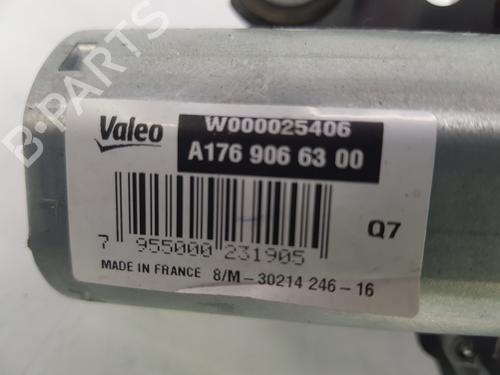 Valeo
W000025406
A176 906 63 00
Q7
7 955000 231905
MADE IN FRANCE 8/M-30214 246-16
B-PARTS